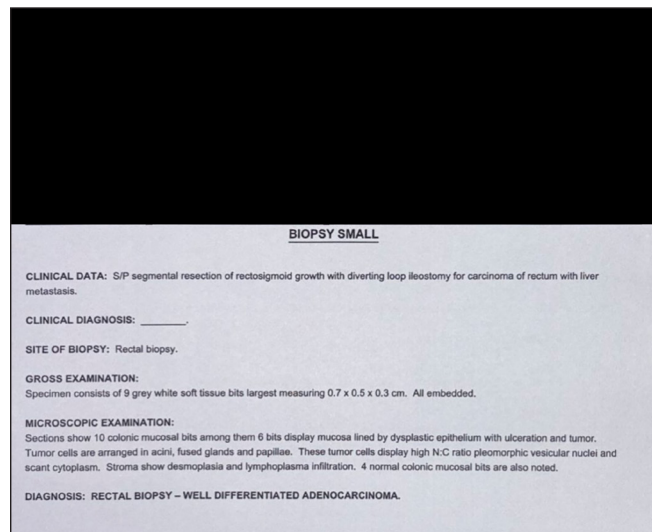 BIOPSY SMALL
CLINICAL DATA: S/P segmental resection of rectosigmoid growth with diverting loop ileostomy for carcinoma of rectum with liver
metastasis.
CLINICAL DIAGNOSIS: ________.
SITE OF BIOPSY: Rectal biopsy.
GROSS EXAMINATION:
Specimen consists of 9 grey white soft tissue bits largest measuring 0.7 x 0.5 x 0.3 cm. All embedded.
MICROSCOPIC EXAMINATION:
Sections show 10 colonic mucosal bits among them 6 bits display mucosa lined by dysplastic epithelium with ulceration and tumor.
Tumor cells are arranged in acini, fused glands and papillae. These tumor cells display high N:C ratio pleomorphic vesicular nuclei and
scant cytoplasm. Stroma show desmoplasia and lymphoplasma infiltration. 4 normal colonic mucosal bits are also noted.
DIAGNOSIS: RECTAL BIOPSY – WELL DIFFERENTIATED ADENOCARCINOMA.